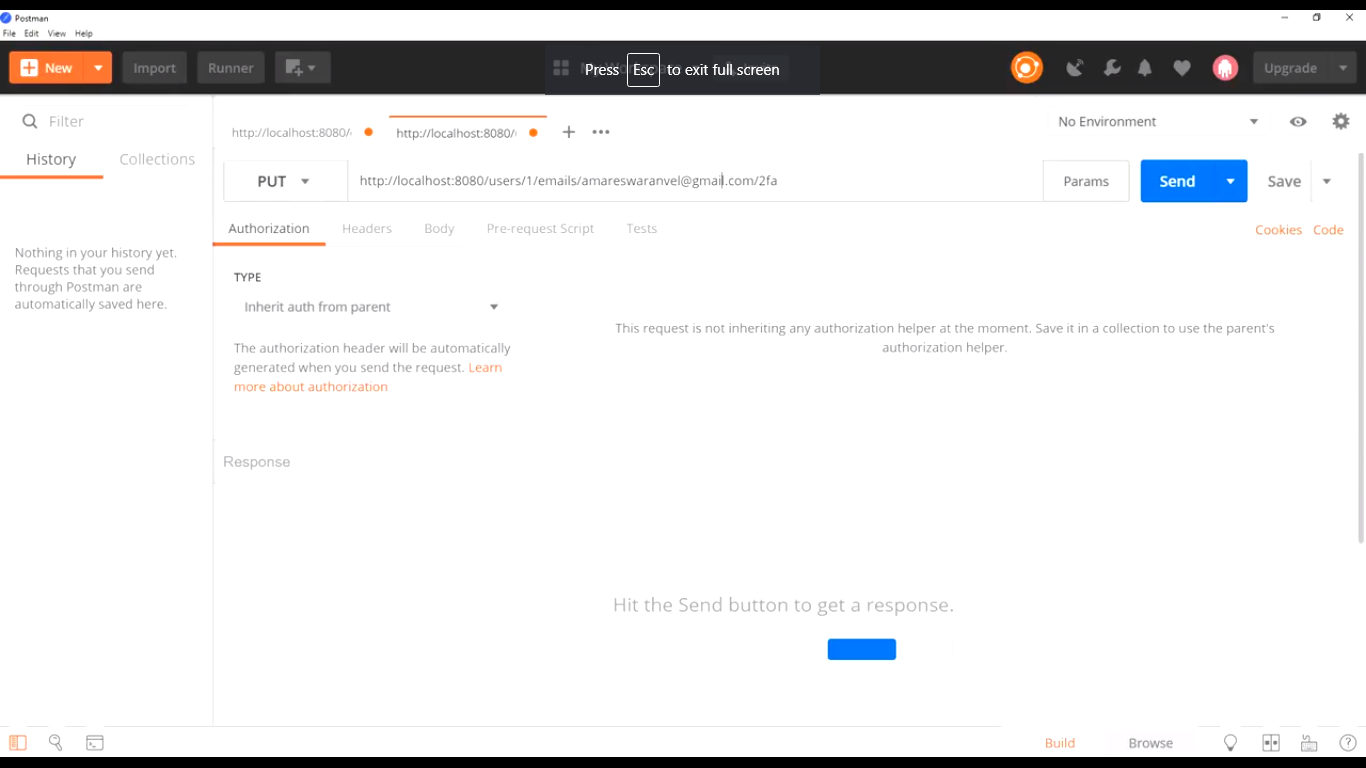 Postman
File Edit View Help
New
Import
Runner
Press Esc to exit full screen
Upgrade
Filter
History
Collections
http://localhost:8080/
http://localhost:8080/
No Environment
PUT
http://localhost:8080/users/1/emails/amareswaranvel@gmail.com/2fa
Params
Send
Save
Authorization
Headers
Body
Pre-request Script
Tests
Cookies
Code
Nothing in your history yet.
Requests that you send
through Postman are
automatically saved here.
TYPE
Inherit auth from parent
The authorization header will be automatically
generated when you send the request. Learn
more about authorization
This request is not inheriting any authorization helper at the moment. Save it in a collection to use the parent's
authorization helper.
Response
Hit the Send button to get a response.
Build
Browse